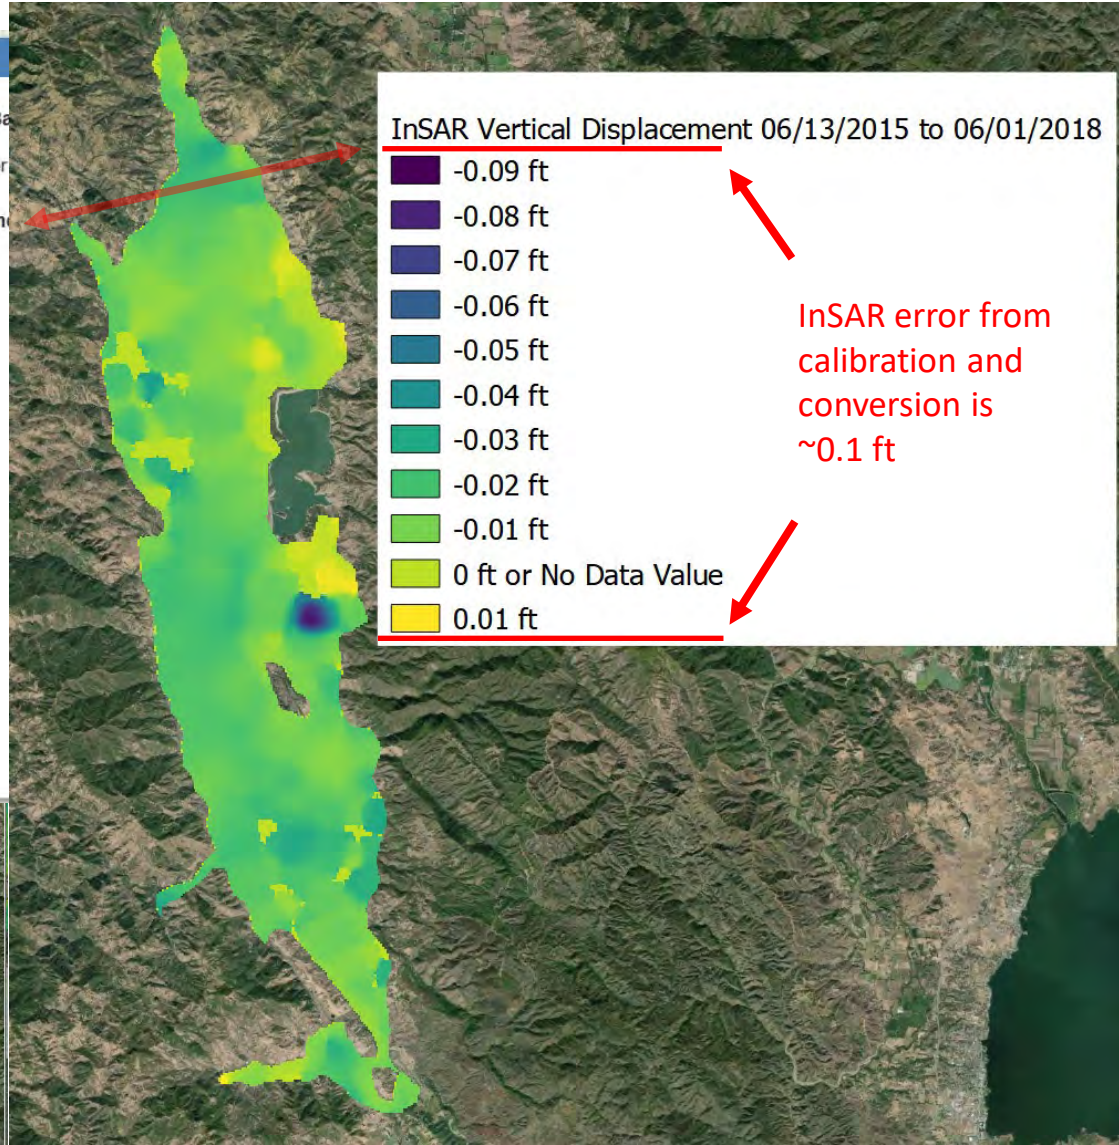 InSAR Vertical Displacement 06/13/2015 to 06/01/2018
-0.09 ft
-0.08 ft
-0.07 ft
-0.06 ft
-0.05 ft
-0.04 ft
-0.03 ft
-0.02 ft
-0.01 ft
0 ft or No Data Value
0.01 ft
InSAR error from
calibration and
conversion is
~0.1 ft